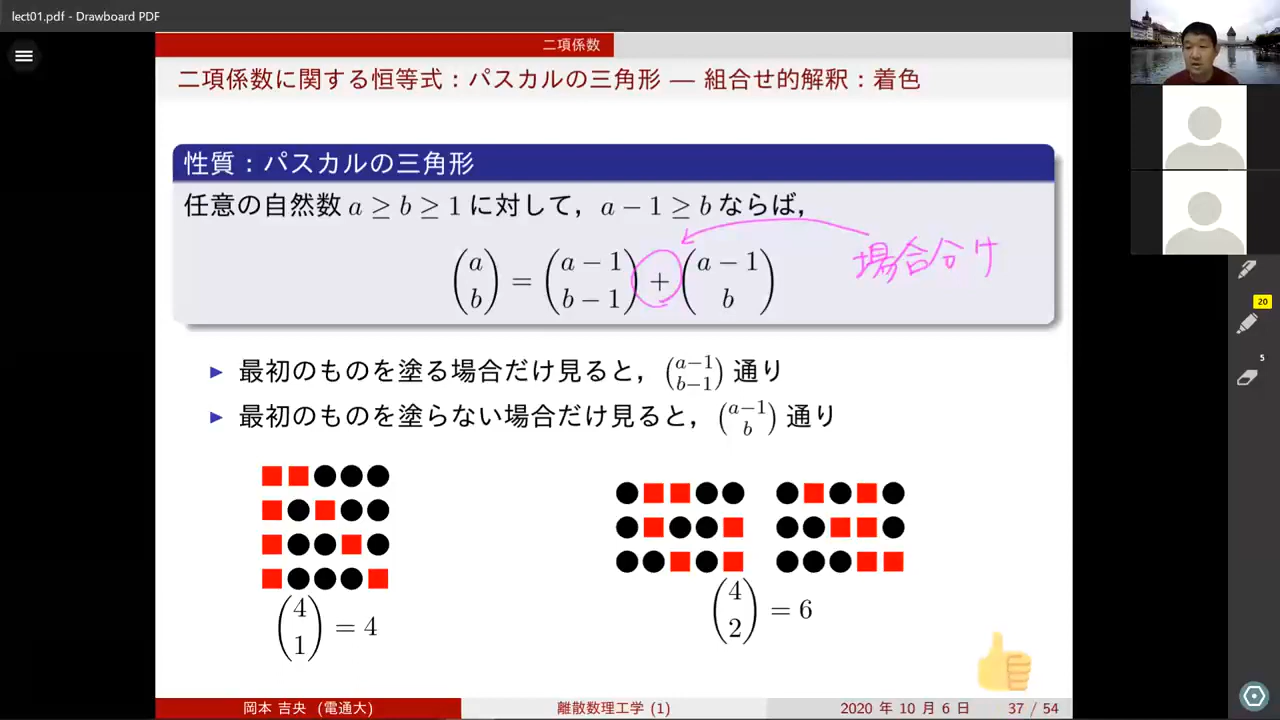 lect01.pdf - Drawboard PDF
二項係数
二項係数に関する恒等式：パスカルの三角形 — 組合せ的解釈：着色
性質：パスカルの三角形
任意の自然数 a ≥ b ≥ 1 に対して，a − 1 ≥ b ならば，
(a b) = (a − 1 b − 1) + (a − 1 b)
場合分け
▶ 最初のものを塗る場合だけ見ると，(a−1 b−1) 通り
▶ 最初のものを塗らない場合だけ見ると，(a−1 b) 通り
(4 1) = 4
(4 2) = 6
岡本 吉央 (電通大)
離散数理工学 (1)
2020 年 10 月 6 日
37 / 54
20
5